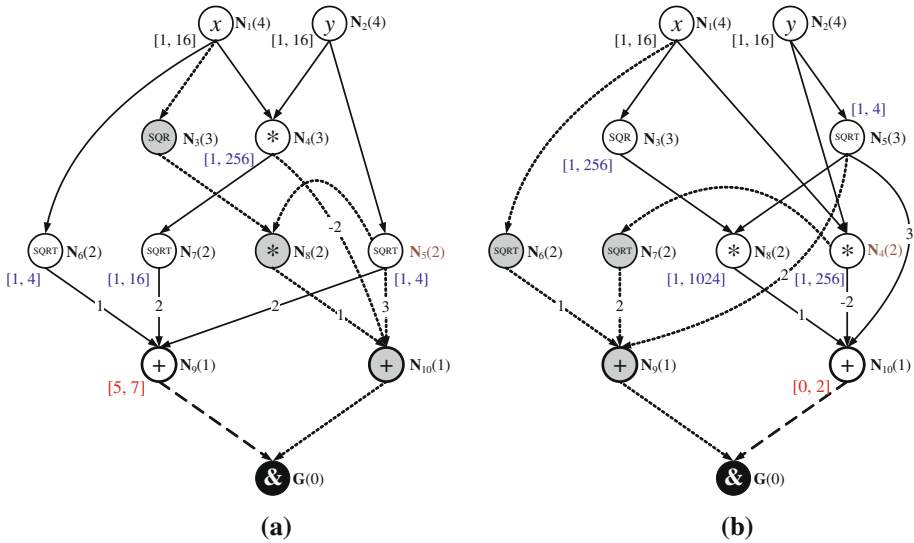 x N1(4) y N2(4)
[1, 16] [1, 16]
SQR N3(3) * N4(3)
[1, 256]
-2
SQRT N6(2) SQRT N7(2) * N8(2) SQRT N5(2)
[1, 4] [1, 16] [1, 4]
1 2 2 1 3
+ N9(1) + N10(1)
[5, 7]
& G(0)
(a)
x N1(4) y N2(4)
[1, 16] [1, 16]
[1, 4]
SQR N3(3) SQRT N5(3)
[1, 256]
3
SQRT N6(2) SQRT N7(2) * N8(2) * N4(2)
[1, 1024] 2 [1, 256]
1 2 1 -2
+ N9(1) + N10(1)
[0, 2]
& G(0)
(b)